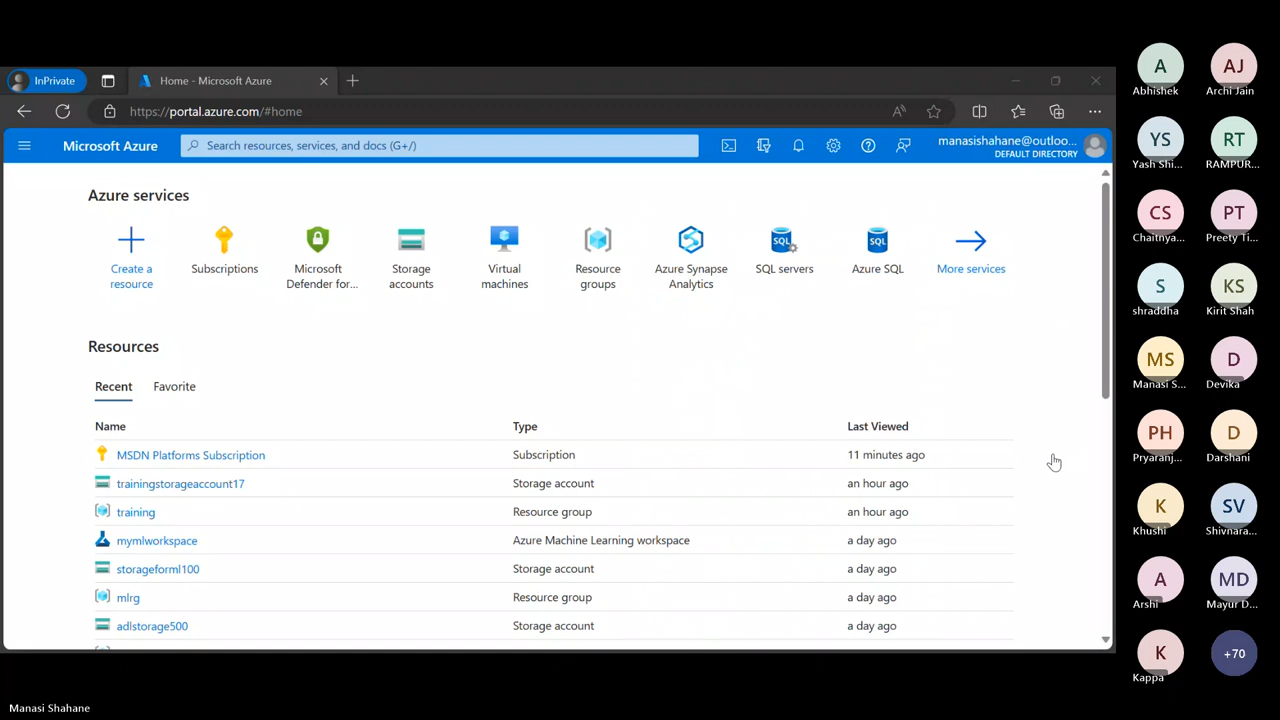 InPrivate
Home - Microsoft Azure
https://portal.azure.com/#home
Microsoft Azure
Search resources, services, and docs (G+/)
manasishahane@outloo...
DEFAULT DIRECTORY
Azure services
Create a resource
Subscriptions
Microsoft Defender for...
Storage accounts
Virtual machines
Resource groups
Azure Synapse Analytics
SQL servers
Azure SQL
More services
Resources
Recent Favorite
Name Type Last Viewed
MSDN Platforms Subscription Subscription 11 minutes ago
trainingstorageaccount17 Storage account an hour ago
training Resource group an hour ago
mymlworkspace Azure Machine Learning workspace a day ago
storageforml100 Storage account a day ago
mlrg Resource group a day ago
adlstorage500 Storage account a day ago
A AJ
Abhishek Archi Jain
YS RT
Yash Shi... RAMPUR...
CS PT
Chaitnya... Preety Ti...
S KS
shraddha Kirit Shah
MS D
Manasi S... Devika
PH D
Pryaranj... Darshani
K SV
Khushi Shivnara...
A MD
Arshi Mayur D...
K +70
Kappa
Manasi Shahane